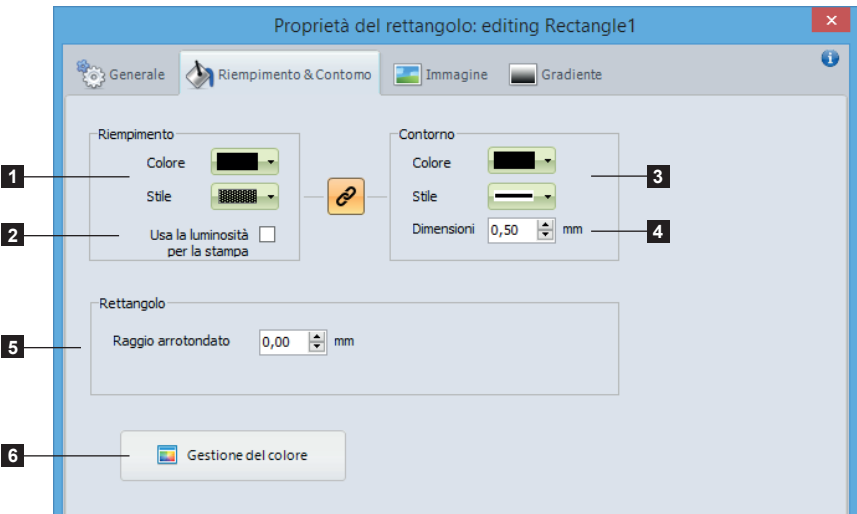 Proprietà del rettangolo: editing Rectangle1
Generale Riempimento & Contorno Immagine Gradiente
Riempimento Contorno
1 Colore Colore 3
Stile Stile
2 Usa la luminosità Dimensioni 0,50 mm 4
per la stampa
Rettangolo
5 Raggio arrotondato 0,00 mm
6 Gestione del colore